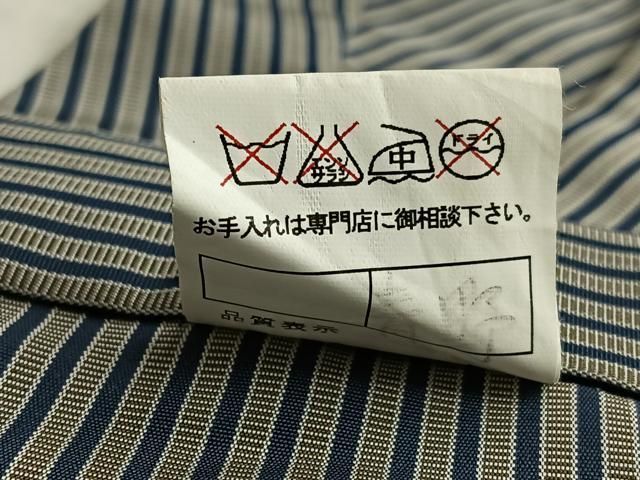 エンソ
サラシ
中
ドライ
お手入れは専門店に御相談下さい。
品質表示